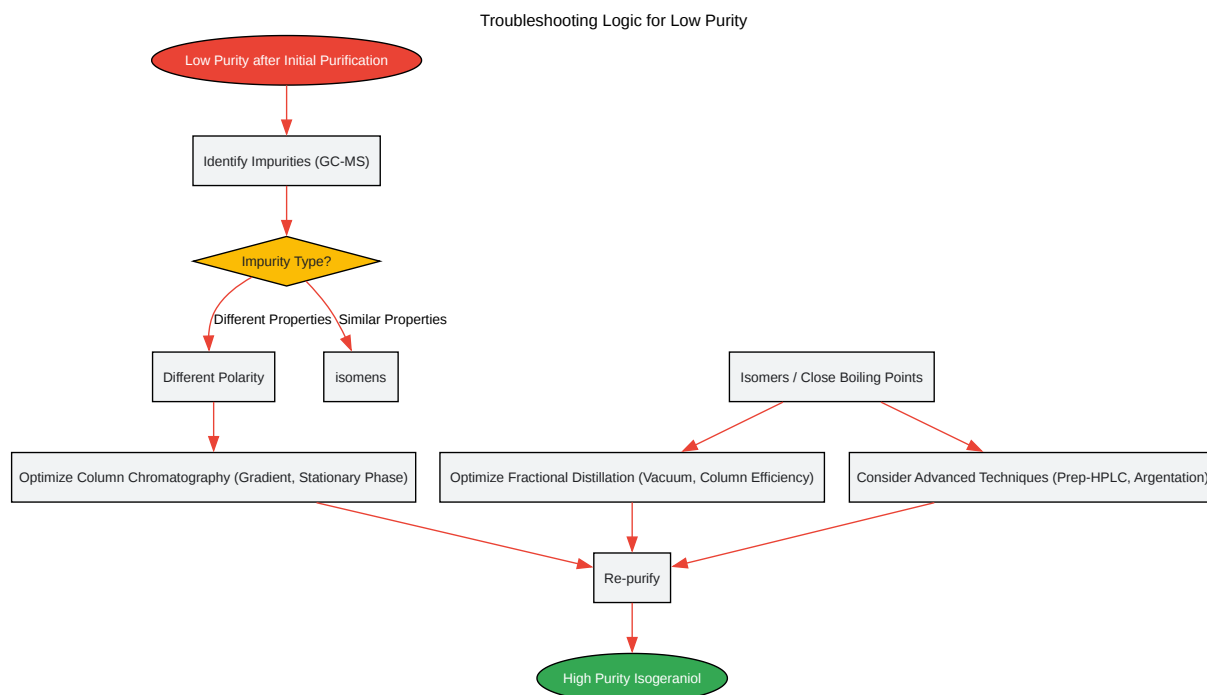 Troubleshooting Logic for Low Purity
Low Purity after Initial Purification
Identify Impurities (GC-MS)
Impurity Type?
Different Properties
Similar Properties
Different Polarity
isomens
Isomers / Close Boiling Points
Optimize Column Chromatography (Gradient, Stationary Phase)
Optimize Fractional Distillation (Vacuum, Column Efficiency)
Consider Advanced Techniques (Prep-HPLC, Argentation)
Re-purify
High Purity Isogeraniol